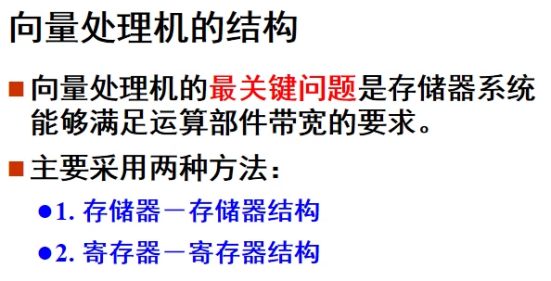 向量处理机的结构
向量处理机的最关键问题是存储器系统
能够满足运算部件带宽的要求。
主要采用两种方法：
1. 存储器－存储器结构
2. 寄存器－寄存器结构